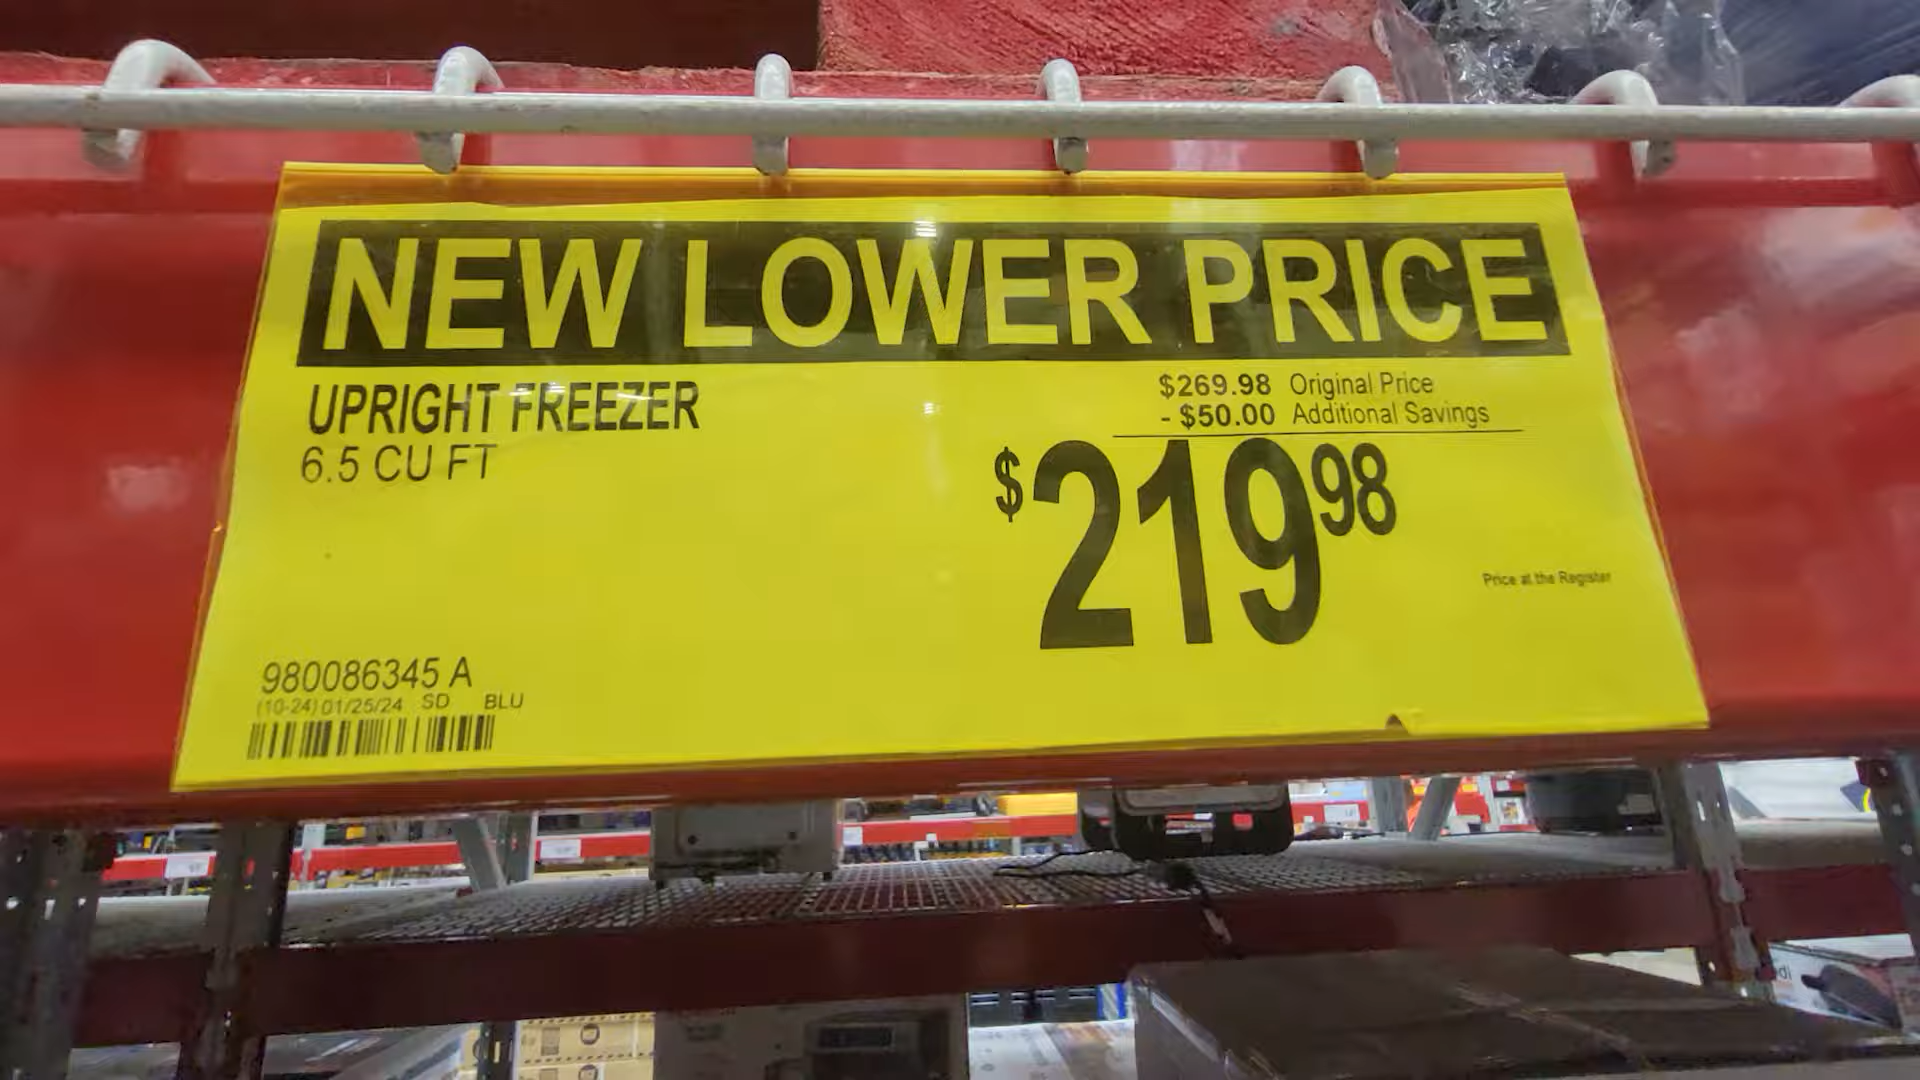 NEW LOWER PRICE
UPRIGHT FREEZER
6.5 CU FT
$269.98 Original Price
- $50.00 Additional Savings
$219 98
Price at the Register
980086345 A
(10-24) 01/25/24 SD BLU